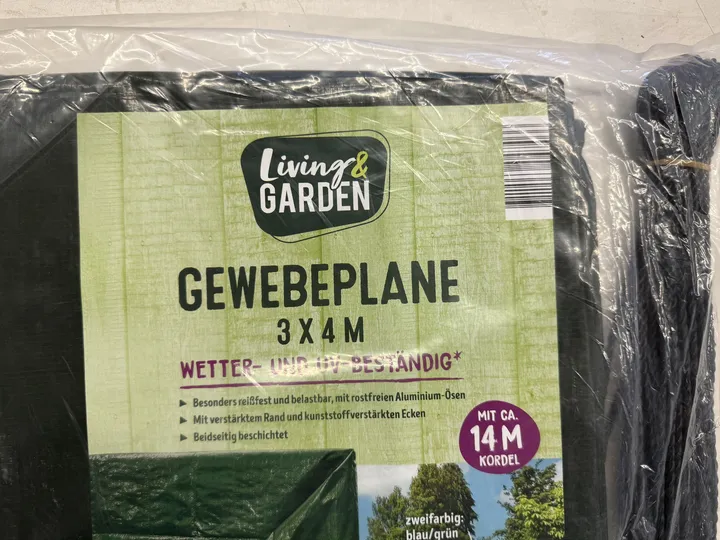 Living &
GARDEN
GEWEBEPLANE
3 X 4 M
WETTER- UND UV-BESTÄNDIG*
▶ Besonders reißfest und belastbar, mit rostfreien Aluminium-Ösen
▶ Mit verstärktem Rand und kunststoffverstärkten Ecken
▶ Beidseitig beschichtet
MIT CA.
14 M
KORDEL
zweifarbig:
blau/grün